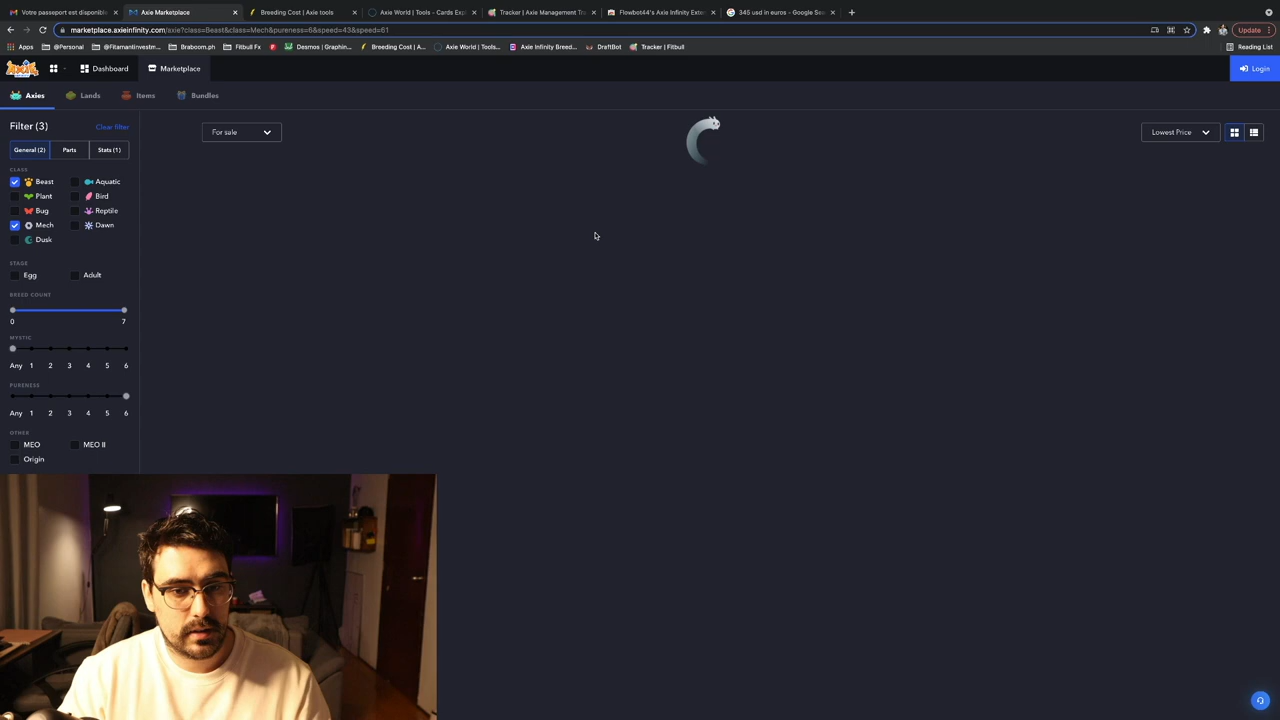 Votre passeport est disponible
Axie Marketplace
Breeding Cost | Axie tools
Axie World | Tools - Cards Exp
Tracker | Axie Management Tra
Flowbot44's Axie Infinity Exte
345 usd in euros - Google Sea
marketplace.axieinfinity.com/axie?class=Beast&class=Mech&pureness=6&speed=43&speed=61
Update
Apps
@Personal
@Fitamantinvestm...
Braboom.ph
Fitbull Fx
Desmos | Graphin...
Breeding Cost | A...
Axie World | Tools...
Axie Infinity Breed...
DraftBot
Tracker | Fitbull
Reading List
Dashboard
Marketplace
Login
Axies
Lands
Items
Bundles
Filter (3)
Clear filter
For sale
Lowest Price
General (2)
Parts
Stats (1)
CLASS
Beast
Aquatic
Plant
Bird
Bug
Reptile
Mech
Dawn
Dusk
STAGE
Egg
Adult
BREED COUNT
0 7
MYSTIC
Any 1 2 3 4 5 6
PURENESS
Any 1 2 3 4 5 6
OTHER
MEO
MEO II
Origin